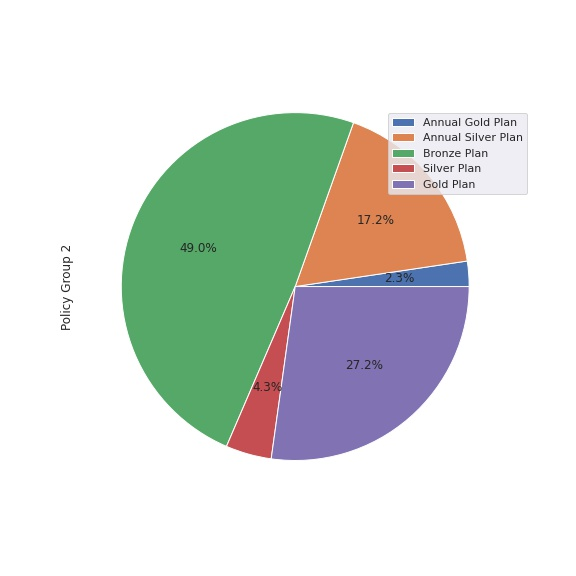 Annual Gold Plan
Annual Silver Plan
Bronze Plan
Silver Plan
Gold Plan
17.2%
49.0%
2.3%
27.2%
4.3%
Policy Group 2